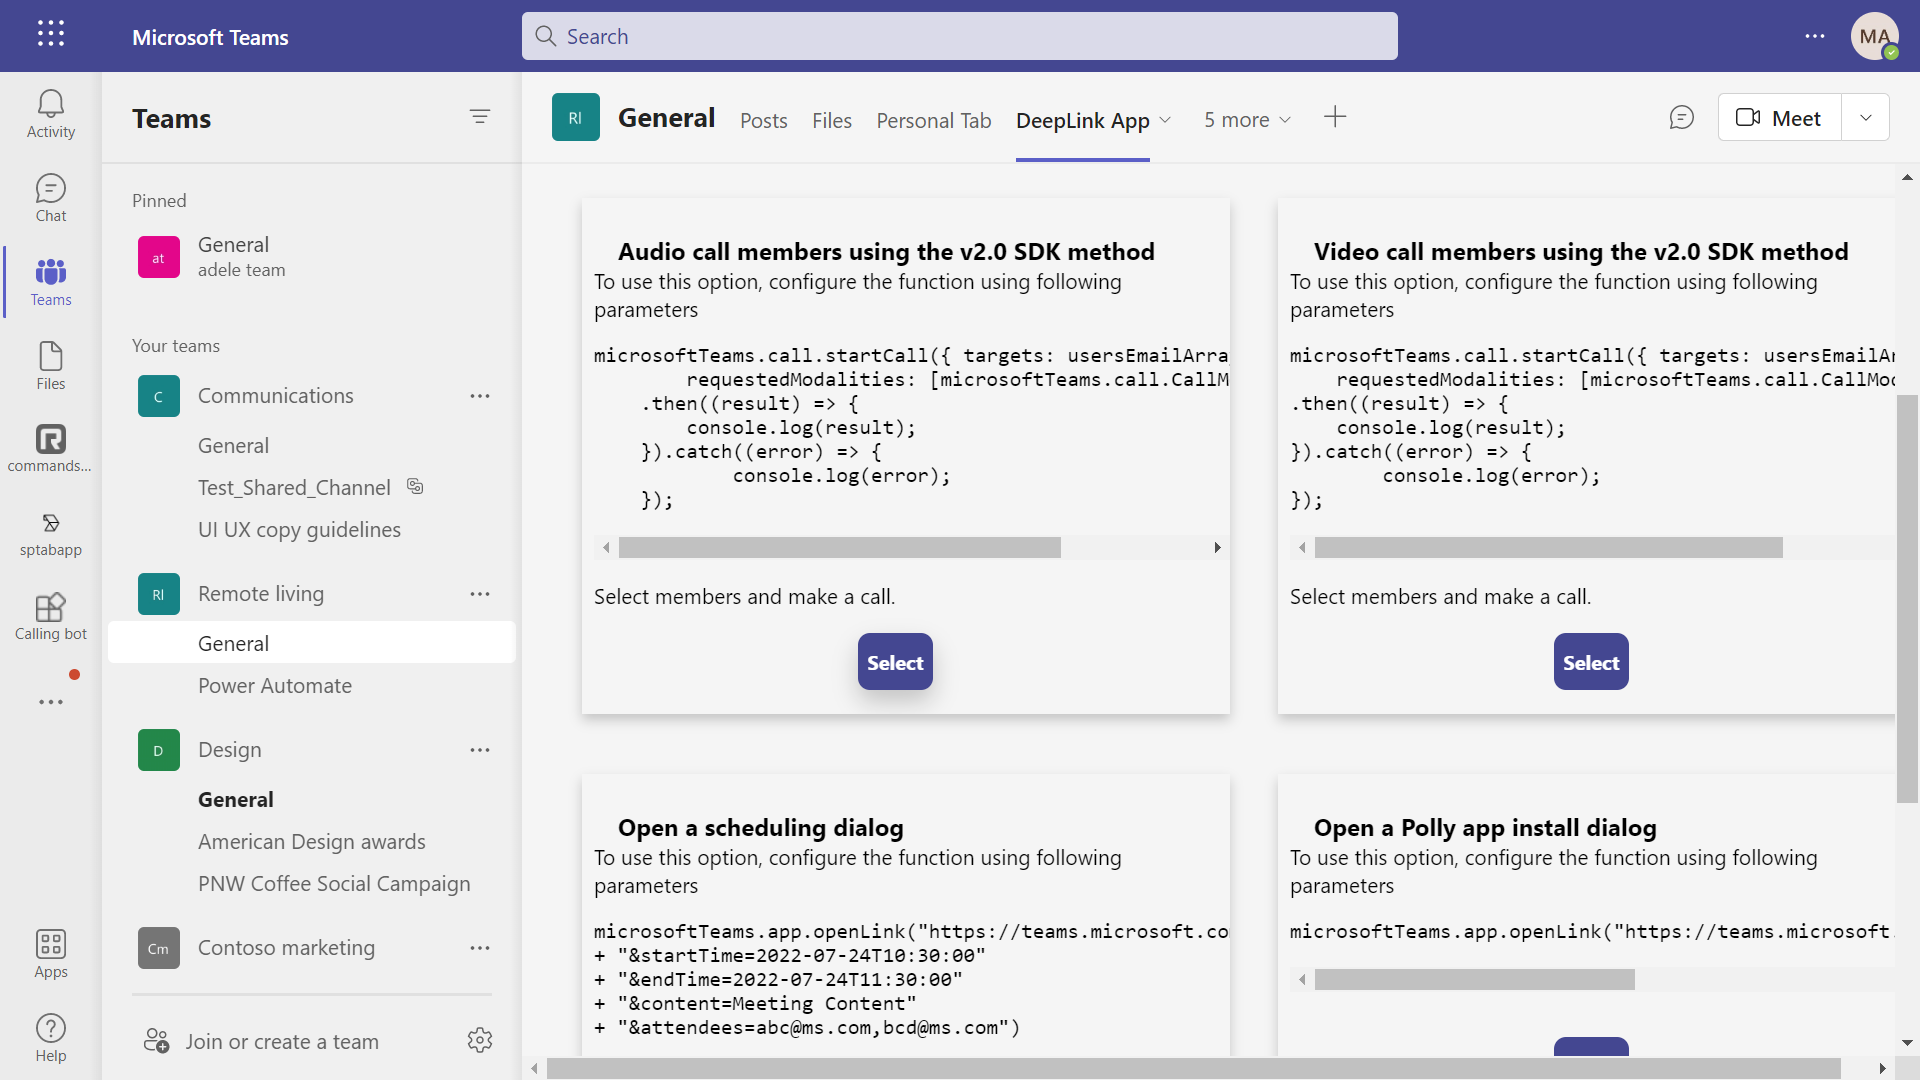 Microsoft Teams
Search
MA
Activity
Chat
Teams
Files
commands...
sptabapp
Calling bot
Apps
Help
Teams
Pinned
at
General
adele team
Your teams
C
Communications
General
Test_Shared_Channel
UI UX copy guidelines
Rl
Remote living
General
Power Automate
D
Design
General
American Design awards
PNW Coffee Social Campaign
Cm
Contoso marketing
Join or create a team
Rl
General
Posts
Files
Personal Tab
DeepLink App
5 more
Meet
Audio call members using the v2.0 SDK method
To use this option, configure the function using following
parameters
microsoftTeams.call.startCall({ targets: usersEmailArra
requestedModalities: [microsoftTeams.call.CallM
.then((result) => {
console.log(result);
}).catch((error) => {
console.log(error);
});
Select members and make a call.
Select
Video call members using the v2.0 SDK method
To use this option, configure the function using following
parameters
microsoftTeams.call.startCall({ targets: usersEmailAr
requestedModalities: [microsoftTeams.call.CallMod
.then((result) => {
console.log(result);
}).catch((error) => {
console.log(error);
});
Select members and make a call.
Select
Open a scheduling dialog
To use this option, configure the function using following
parameters
microsoftTeams.app.openLink("https://teams.microsoft.co
+ "&startTime=2022-07-24T10:30:00"
+ "&endTime=2022-07-24T11:30:00"
+ "&content=Meeting Content"
+ "&attendees=abc@ms.com,bcd@ms.com")
Open a Polly app install dialog
To use this option, configure the function using following
parameters
microsoftTeams.app.openLink("https://teams.microsoft.